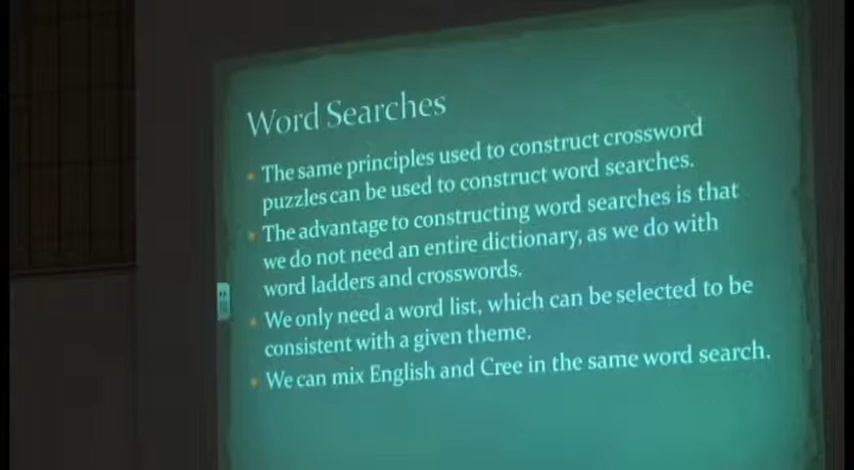 Word Searches
• The same principles used to construct crossword
puzzles can be used to construct word searches.
• The advantage to constructing word searches is that
we do not need an entire dictionary, as we do with
word ladders and crosswords.
• We only need a word list, which can be selected to be
consistent with a given theme.
• We can mix English and Cree in the same word search.